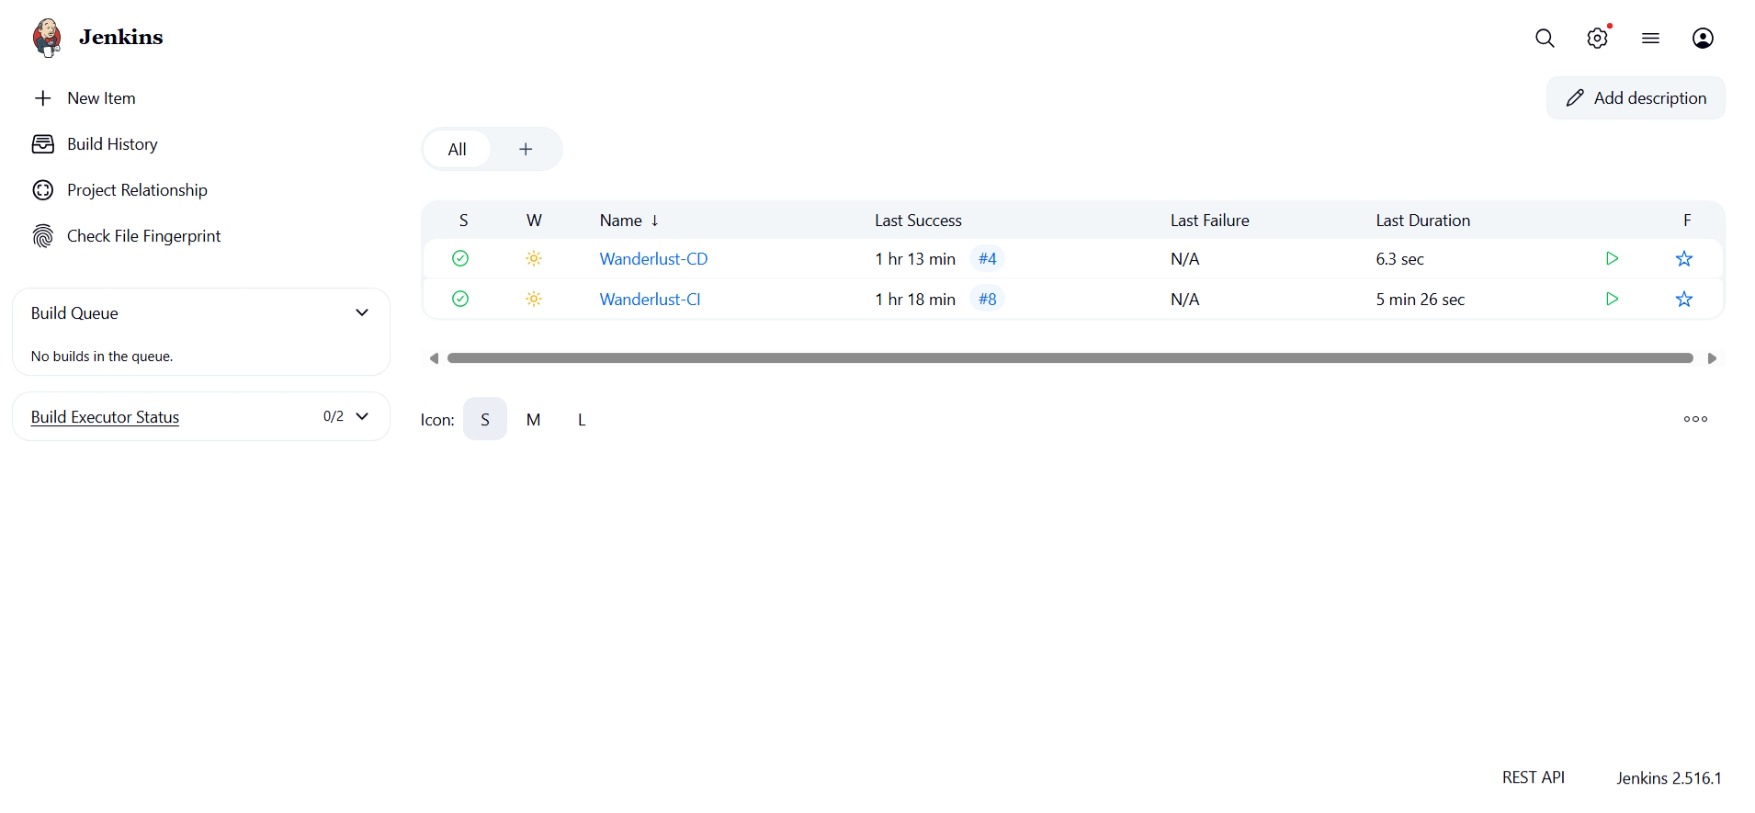 Jenkins
New Item
Build History
Project Relationship
Check File Fingerprint
Build Queue
No builds in the queue.
Build Executor Status 0/2
Add description
All +
S W Name ↓ Last Success Last Failure Last Duration F
Wanderlust-CD 1 hr 13 min #4 N/A 6.3 sec
Wanderlust-CI 1 hr 18 min #8 N/A 5 min 26 sec
Icon: S M L
REST API Jenkins 2.516.1